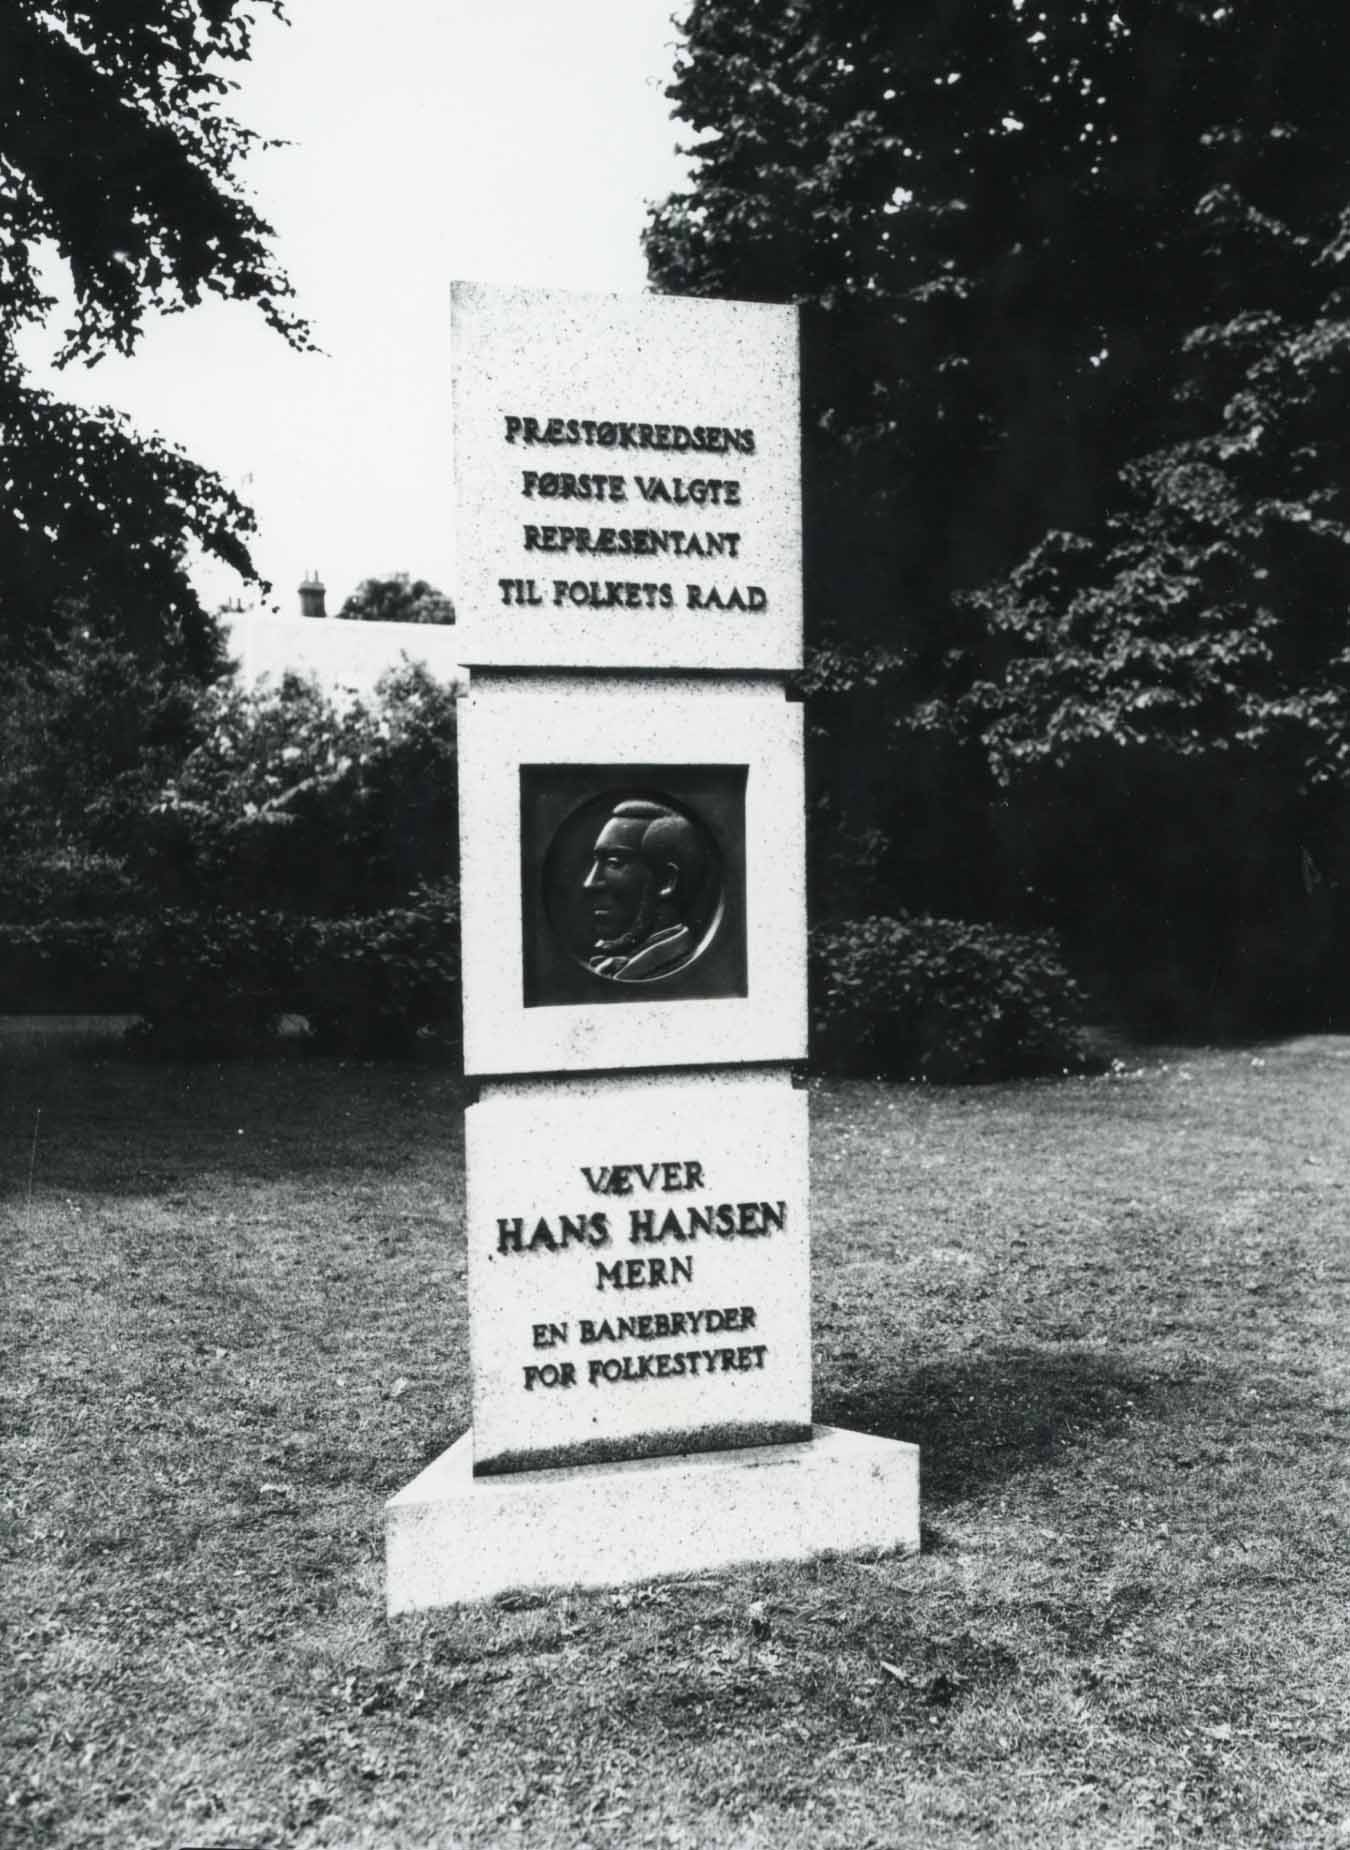 PRÆSTØKREDSENS
FØRSTE VALGTE
REPRÆSENTANT
TIL FOLKETS RAAD
VÆVER
HANS HANSEN
MERN
EN BANEBRYDER
FOR FOLKESTYRET